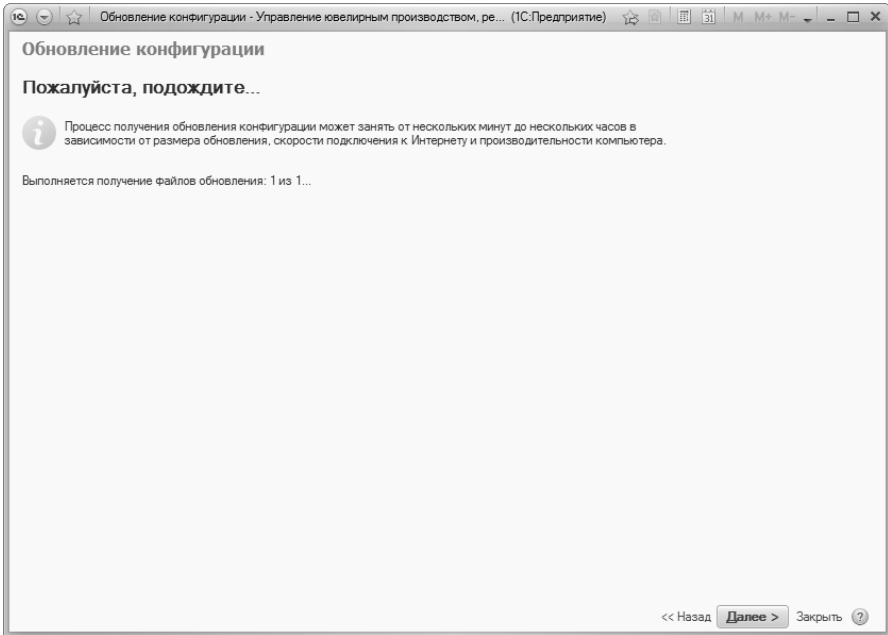 1С Обновление конфигурации - Управление ювелирным производством, ре... (1С:Предприятие) 31 M M+ M-
Обновление конфигурации
Пожалуйста, подождите...
i
Процесс получения обновления конфигурации может занять от нескольких минут до нескольких часов в
зависимости от размера обновления, скорости подключения к Интернету и производительности компьютера.
Выполняется получение файлов обновления: 1 из 1...
<< Назад Далее > Закрыть ?